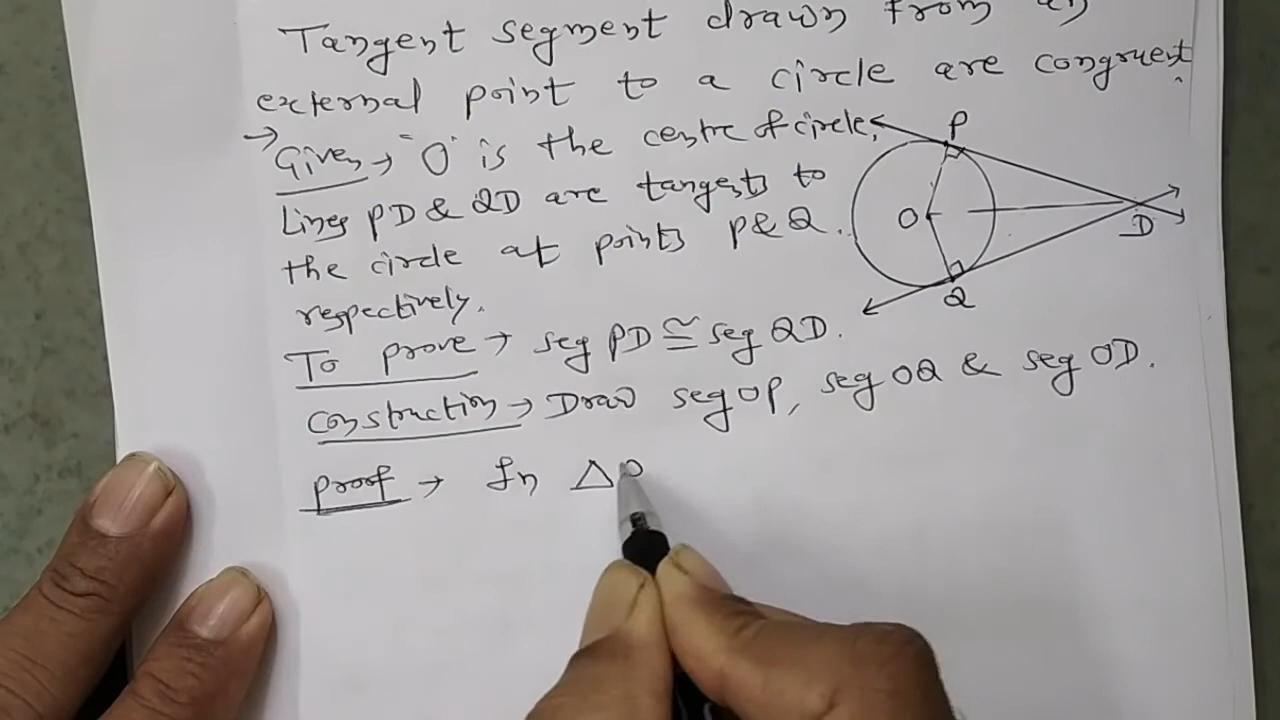 Tangent segment drawn from an
external point to a circle are congruent.
→ Given → "O" is the centre of circle,
Lines PD & QD are tangents to
the circle at points P & Q.
respectively.
To prove → seg PD ≅ seg QD.
Construction → Draw seg OP, seg OQ & seg OD.
Proof → In △
P
O
D
Q